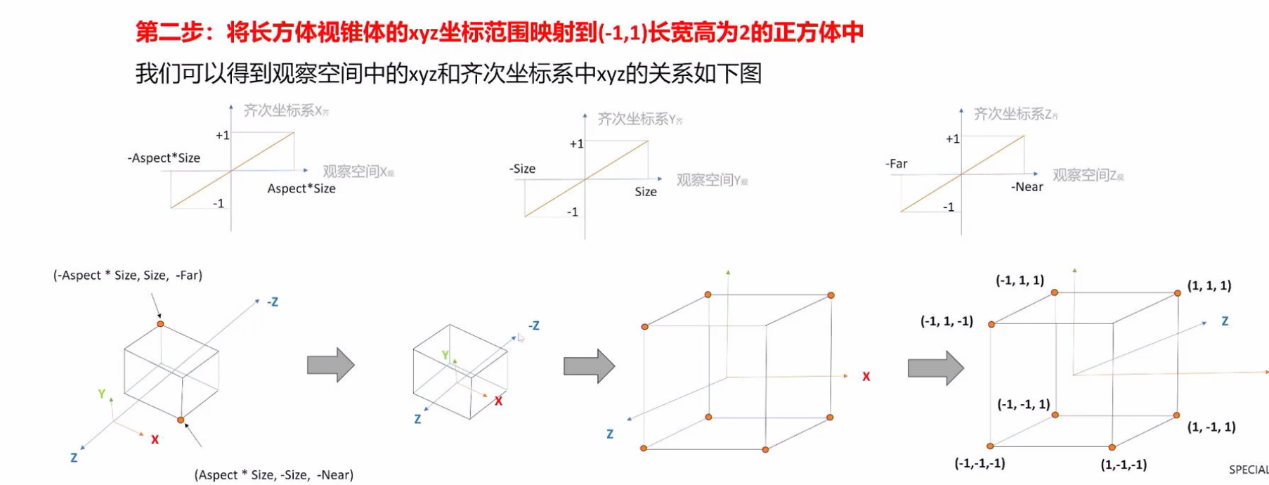 第二步：将长方体视锥体的xyz坐标范围映射到(-1,1)长宽高为2的正方体中
我们可以得到观察空间中的xyz和齐次坐标系中xyz的关系如下图
齐次坐标系X齐
+1
-Aspect*Size
观察空间X观
Aspect*Size
-1
齐次坐标系Y齐
+1
-Size
观察空间Y观
Size
-1
齐次坐标系Z齐
+1
-Far
观察空间Z观
-Near
-1
(-Aspect * Size, Size, -Far)
-Z
Y
X
Z
(Aspect * Size, -Size, -Near)
-Z
Y
X
Z
X
Z
(-1, 1, 1)
(1, 1, 1)
(-1, 1, -1)
Z
(-1, -1, 1)
(1, -1, 1)
(-1,-1,-1)
(1,-1,-1)
SPECIAL